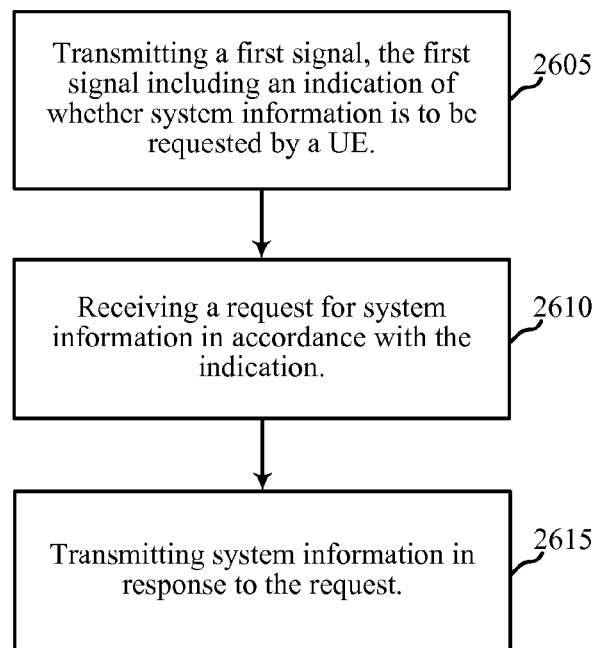 Transmitting a first signal, the first
signal including an indication of
whether system information is to be
requested by a UE.
2605
Receiving a request for system
information in accordance with the
indication.
2610
Transmitting system information in
response to the request.
2615